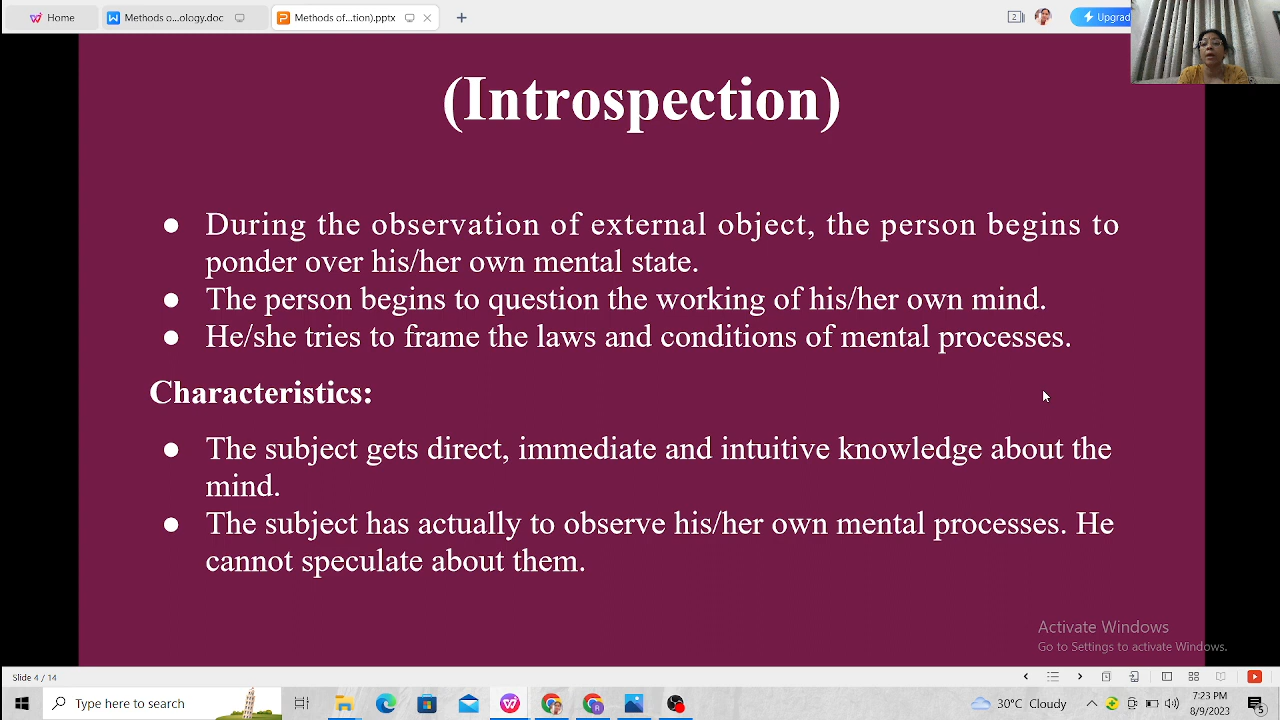 Home
Methods o...ology.doc
Methods of...tion).pptx
2
Upgrad
(Introspection)
● During the observation of external object, the person begins to
ponder over his/her own mental state.
● The person begins to question the working of his/her own mind.
● He/she tries to frame the laws and conditions of mental processes.
Characteristics:
● The subject gets direct, immediate and intuitive knowledge about the
mind.
● The subject has actually to observe his/her own mental processes. He
cannot speculate about them.
Activate Windows
Go to Settings to activate Windows.
Slide 4 / 14
Type here to search
30°C Cloudy
7:23 PM
8/9/2023
5